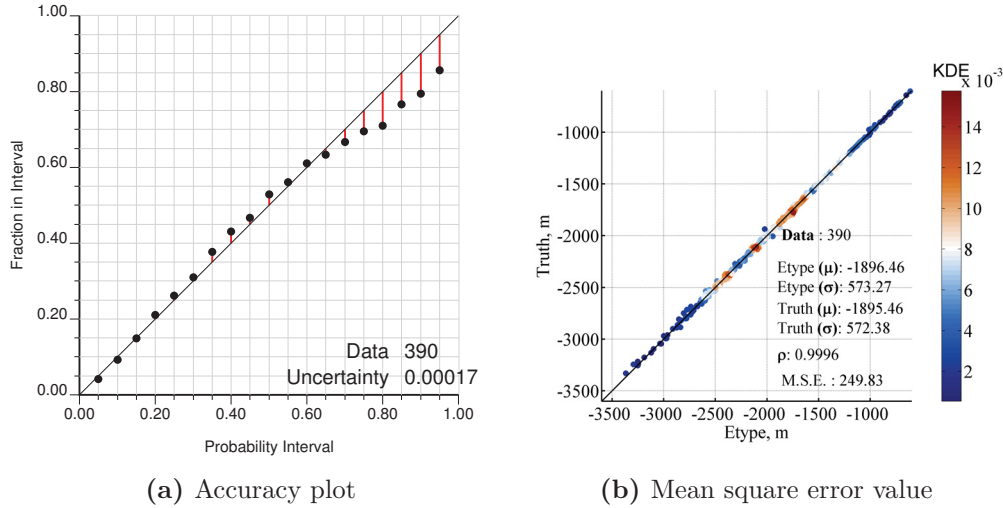 1.00
0.80
0.60
0.40
0.20
0.00
Fraction in Interval
Data 390
Uncertainty 0.00017
0.00 0.20 0.40 0.60 0.80 1.00
Probability Interval
(a) Accuracy plot
KDE
x 10⁻³
14
12
10
8
6
4
2
-1000
-1500
-2000
-2500
-3000
-3500
Truth, m
Data : 390
Etype (μ): -1896.46
Etype (σ): 573.27
Truth (μ): -1895.46
Truth (σ): 572.38
ρ: 0.9996
M.S.E. : 249.83
-3500 -3000 -2500 -2000 -1500 -1000
Etype, m
(b) Mean square error value